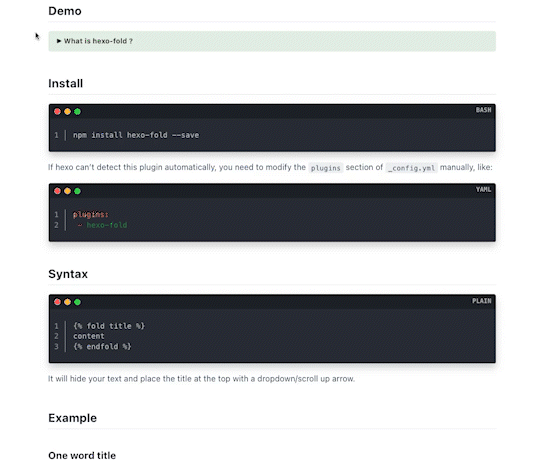 Demo
► What is hexo-fold ?
Install
BASH
1 npm install hexo-fold --save
If hexo can't detect this plugin automatically, you need to modify the plugins section of _config.yml manually, like:
YAML
1 plugins:
2 - hexo-fold
Syntax
PLAIN
1 {% fold title %}
2 content
3 {% endfold %}
It will hide your text and place the title at the top with a dropdown/scroll up arrow.
Example
One word title